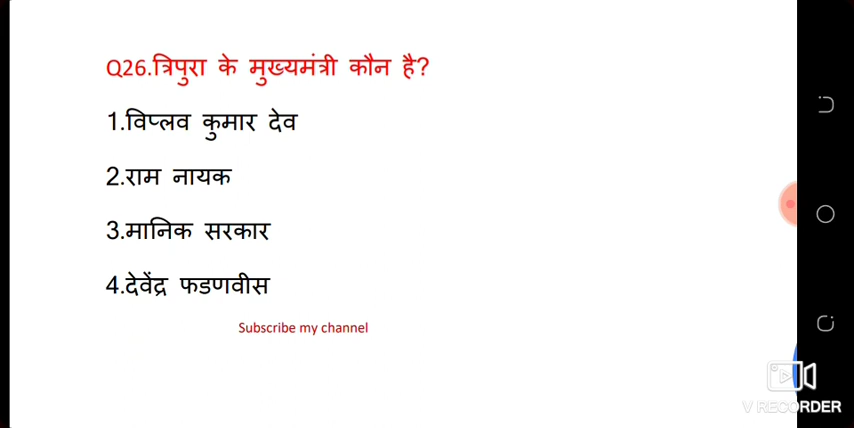 Q26.त्रिपुरा के मुख्यमंत्री कौन है?
1.विप्लव कुमार देव
2.राम नायक
3.मानिक सरकार
4.देवेंद्र फडणवीस
Subscribe my channel
V RECORDER